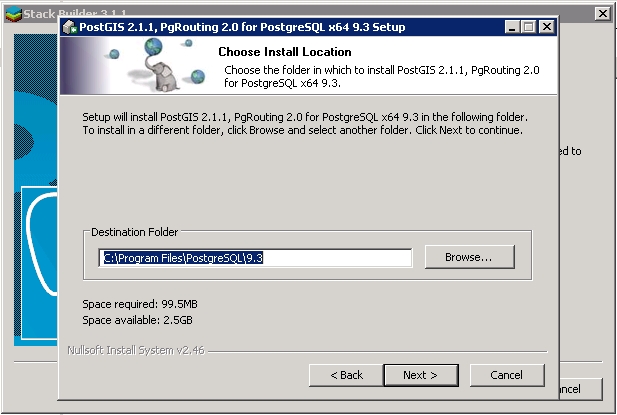 Stack Builder 3.1.1
PostGIS 2.1.1, PgRouting 2.0 for PostgreSQL x64 9.3 Setup
Choose Install Location
Choose the folder in which to install PostGIS 2.1.1, PgRouting 2.0
for PostgreSQL x64 9.3.
Setup will install PostGIS 2.1.1, PgRouting 2.0 for PostgreSQL x64 9.3 in the following folder.
To install in a different folder, click Browse and select another folder. Click Next to continue.
ed to
Destination Folder
C:\Program Files\PostgreSQL\9.3
Browse...
Space required: 99.5MB
Space available: 2.5GB
Nullsoft Install System v2.46
< Back
Next >
Cancel
ncel